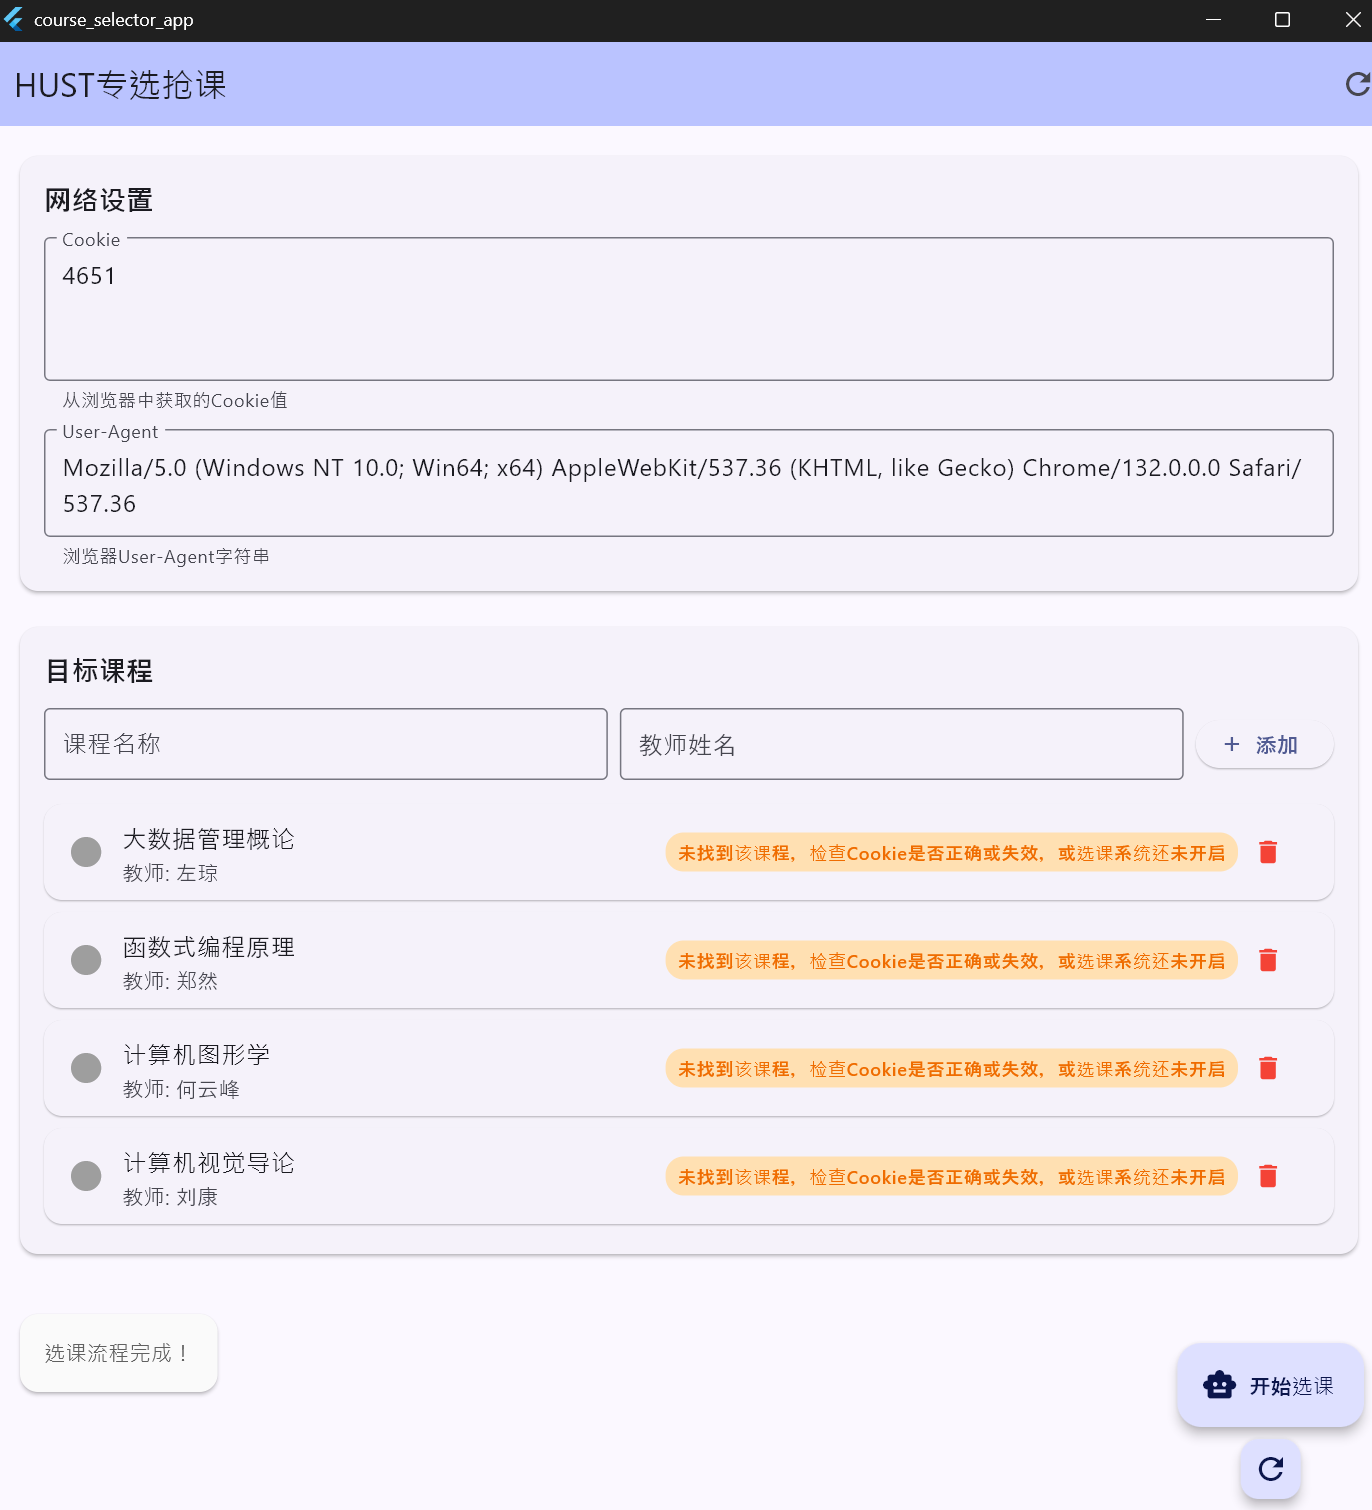 course_selector_app
HUST专选抢课
网络设置
Cookie
4651
从浏览器中获取的Cookie值
User-Agent
Mozilla/5.0 (Windows NT 10.0; Win64; x64) AppleWebKit/537.36 (KHTML, like Gecko) Chrome/132.0.0.0 Safari/
537.36
浏览器User-Agent字符串
目标课程
课程名称
教师姓名
+ 添加
大数据管理概论
教师: 左琼
未找到该课程，检查Cookie是否正确或失效，或选课系统还未开启
函数式编程原理
教师: 郑然
未找到该课程，检查Cookie是否正确或失效，或选课系统还未开启
计算机图形学
教师: 何云峰
未找到该课程，检查Cookie是否正确或失效，或选课系统还未开启
计算机视觉导论
教师: 刘康
未找到该课程，检查Cookie是否正确或失效，或选课系统还未开启
选课流程完成！
开始选课